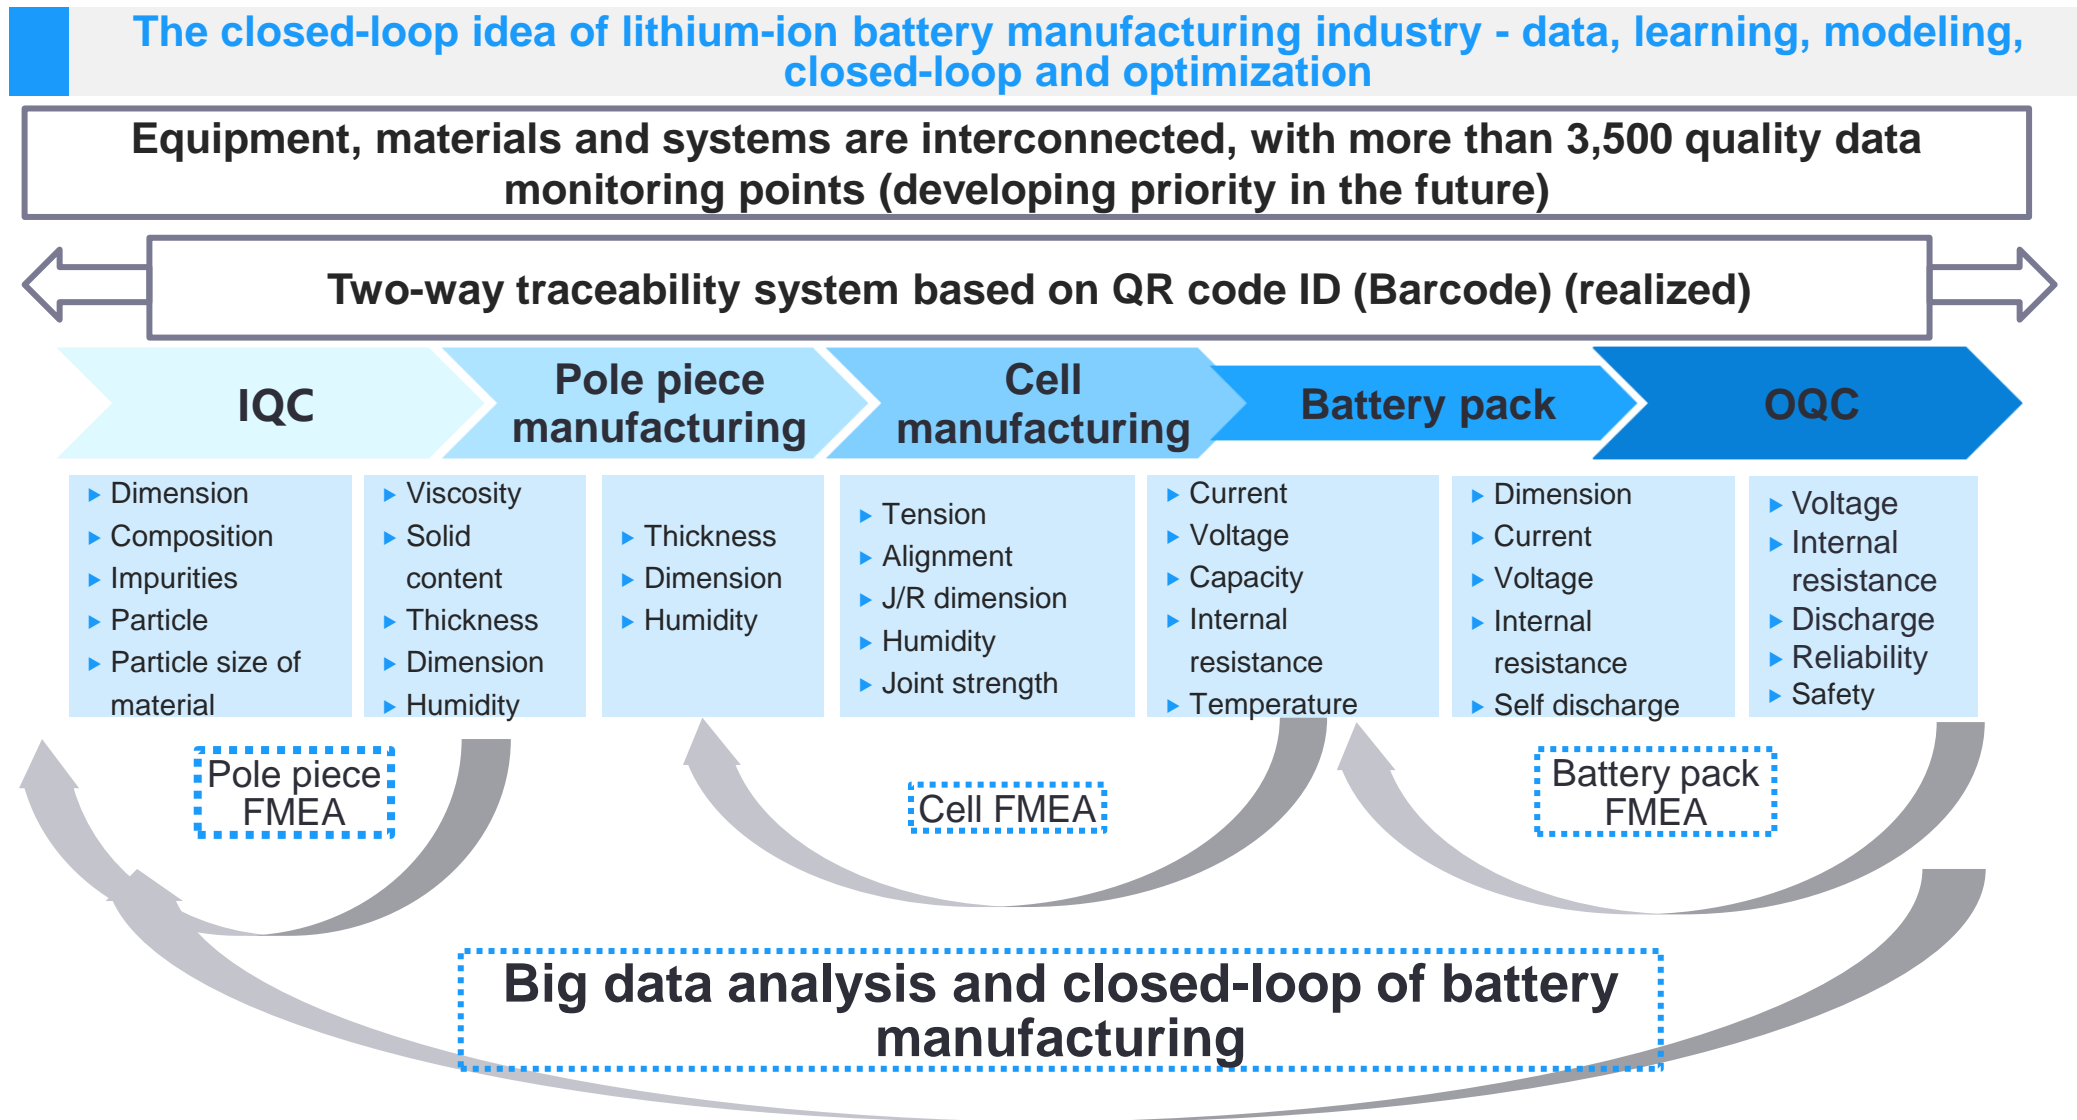 The closed-loop idea of lithium-ion battery manufacturing industry - data, learning, modeling,
closed-loop and optimization
Equipment, materials and systems are interconnected, with more than 3,500 quality data
monitoring points (developing priority in the future)
Two-way traceability system based on QR code ID (Barcode) (realized)
IQC
Pole piece
manufacturing
Cell
manufacturing
Battery pack
OQC
Dimension
Composition
Impurities
Particle
Particle size of
material
Viscosity
Solid
content
Thickness
Dimension
Humidity
Thickness
Dimension
Humidity
Tension
Alignment
J/R dimension
Humidity
Joint strength
Current
Voltage
Capacity
Internal
resistance
Temperature
Dimension
Current
Voltage
Internal
resistance
Self discharge
Voltage
Internal
resistance
Discharge
Reliability
Safety
Pole piece
FMEA
Cell FMEA
Battery pack
FMEA
Big data analysis and closed-loop of battery
manufacturing